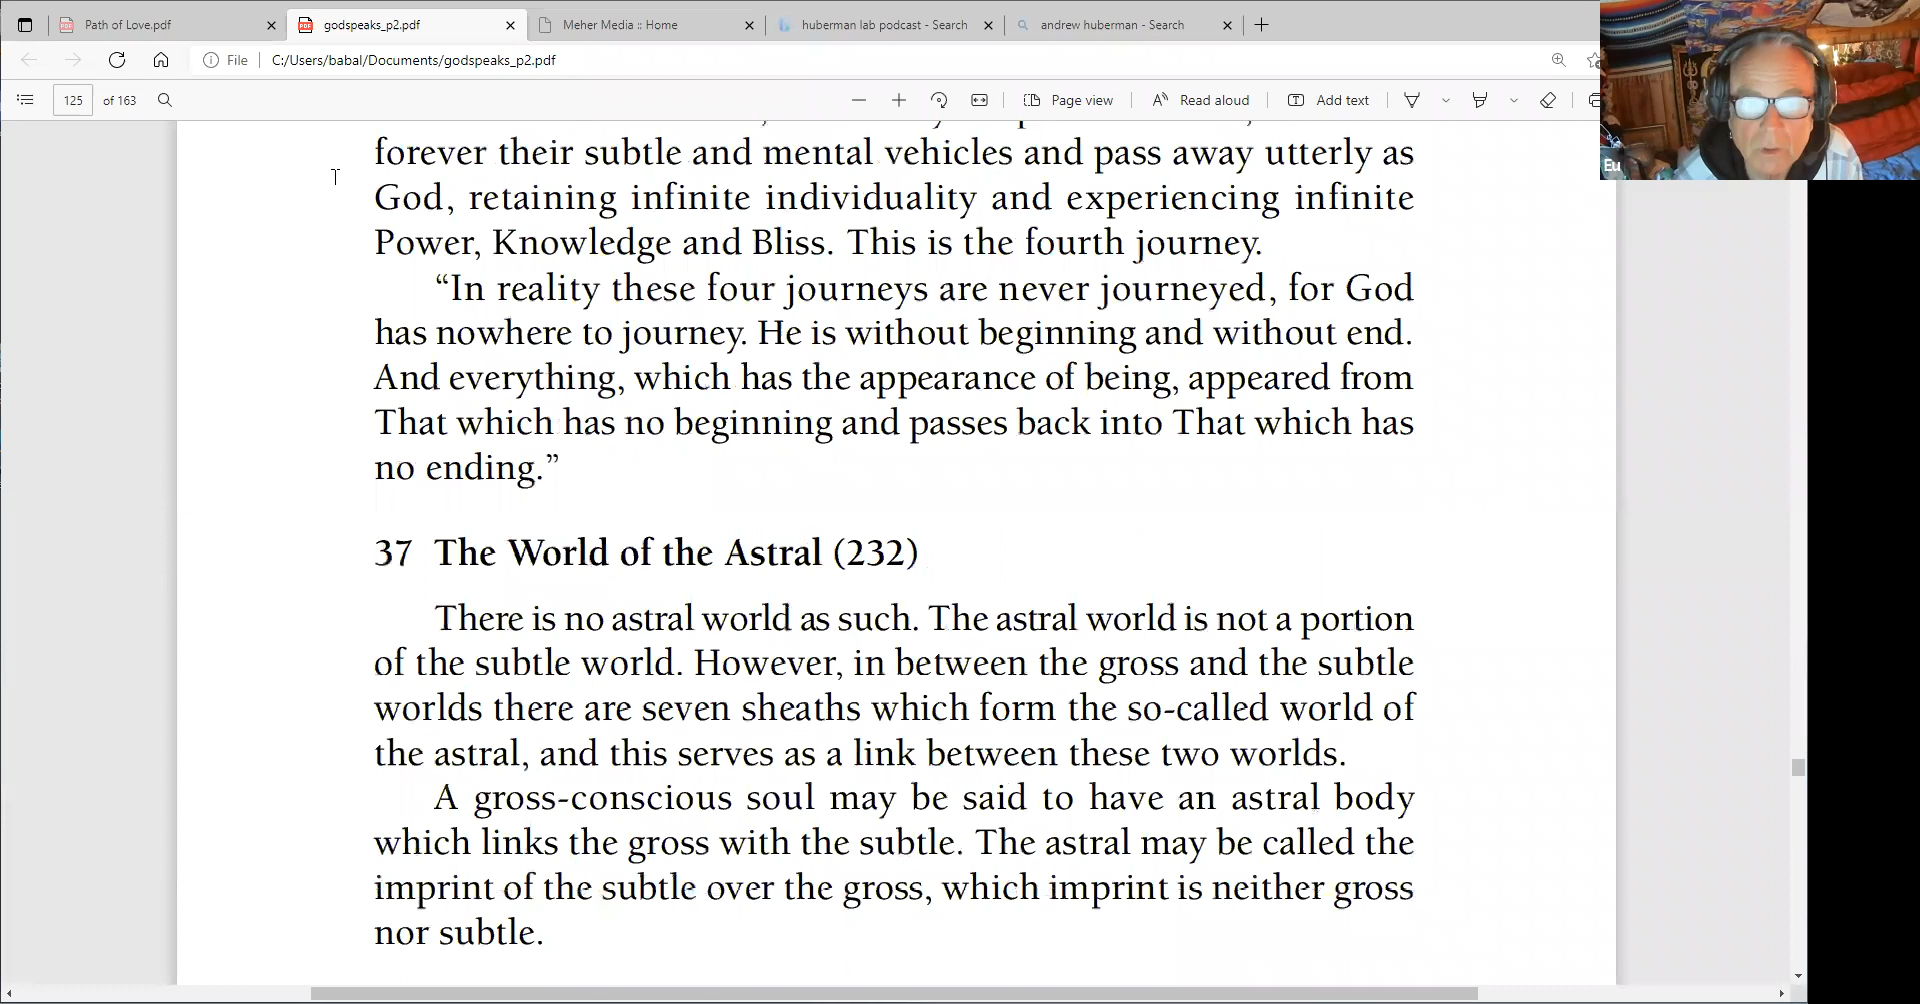 Path of Love.pdf
godspeaks_p2.pdf
Meher Media :: Home
huberman lab podcast - Search
andrew huberman - Search
File C:/Users/babal/Documents/godspeaks_p2.pdf
125 of 163 Page view Read aloud Add text
forever their subtle and mental vehicles and pass away utterly as
God, retaining infinite individuality and experiencing infinite
Power, Knowledge and Bliss. This is the fourth journey.
“In reality these four journeys are never journeyed, for God
has nowhere to journey. He is without beginning and without end.
And everything, which has the appearance of being, appeared from
That which has no beginning and passes back into That which has
no ending.”
37 The World of the Astral (232)
There is no astral world as such. The astral world is not a portion
of the subtle world. However, in between the gross and the subtle
worlds there are seven sheaths which form the so-called world of
the astral, and this serves as a link between these two worlds.
A gross-conscious soul may be said to have an astral body
which links the gross with the subtle. The astral may be called the
imprint of the subtle over the gross, which imprint is neither gross
nor subtle.
Eu